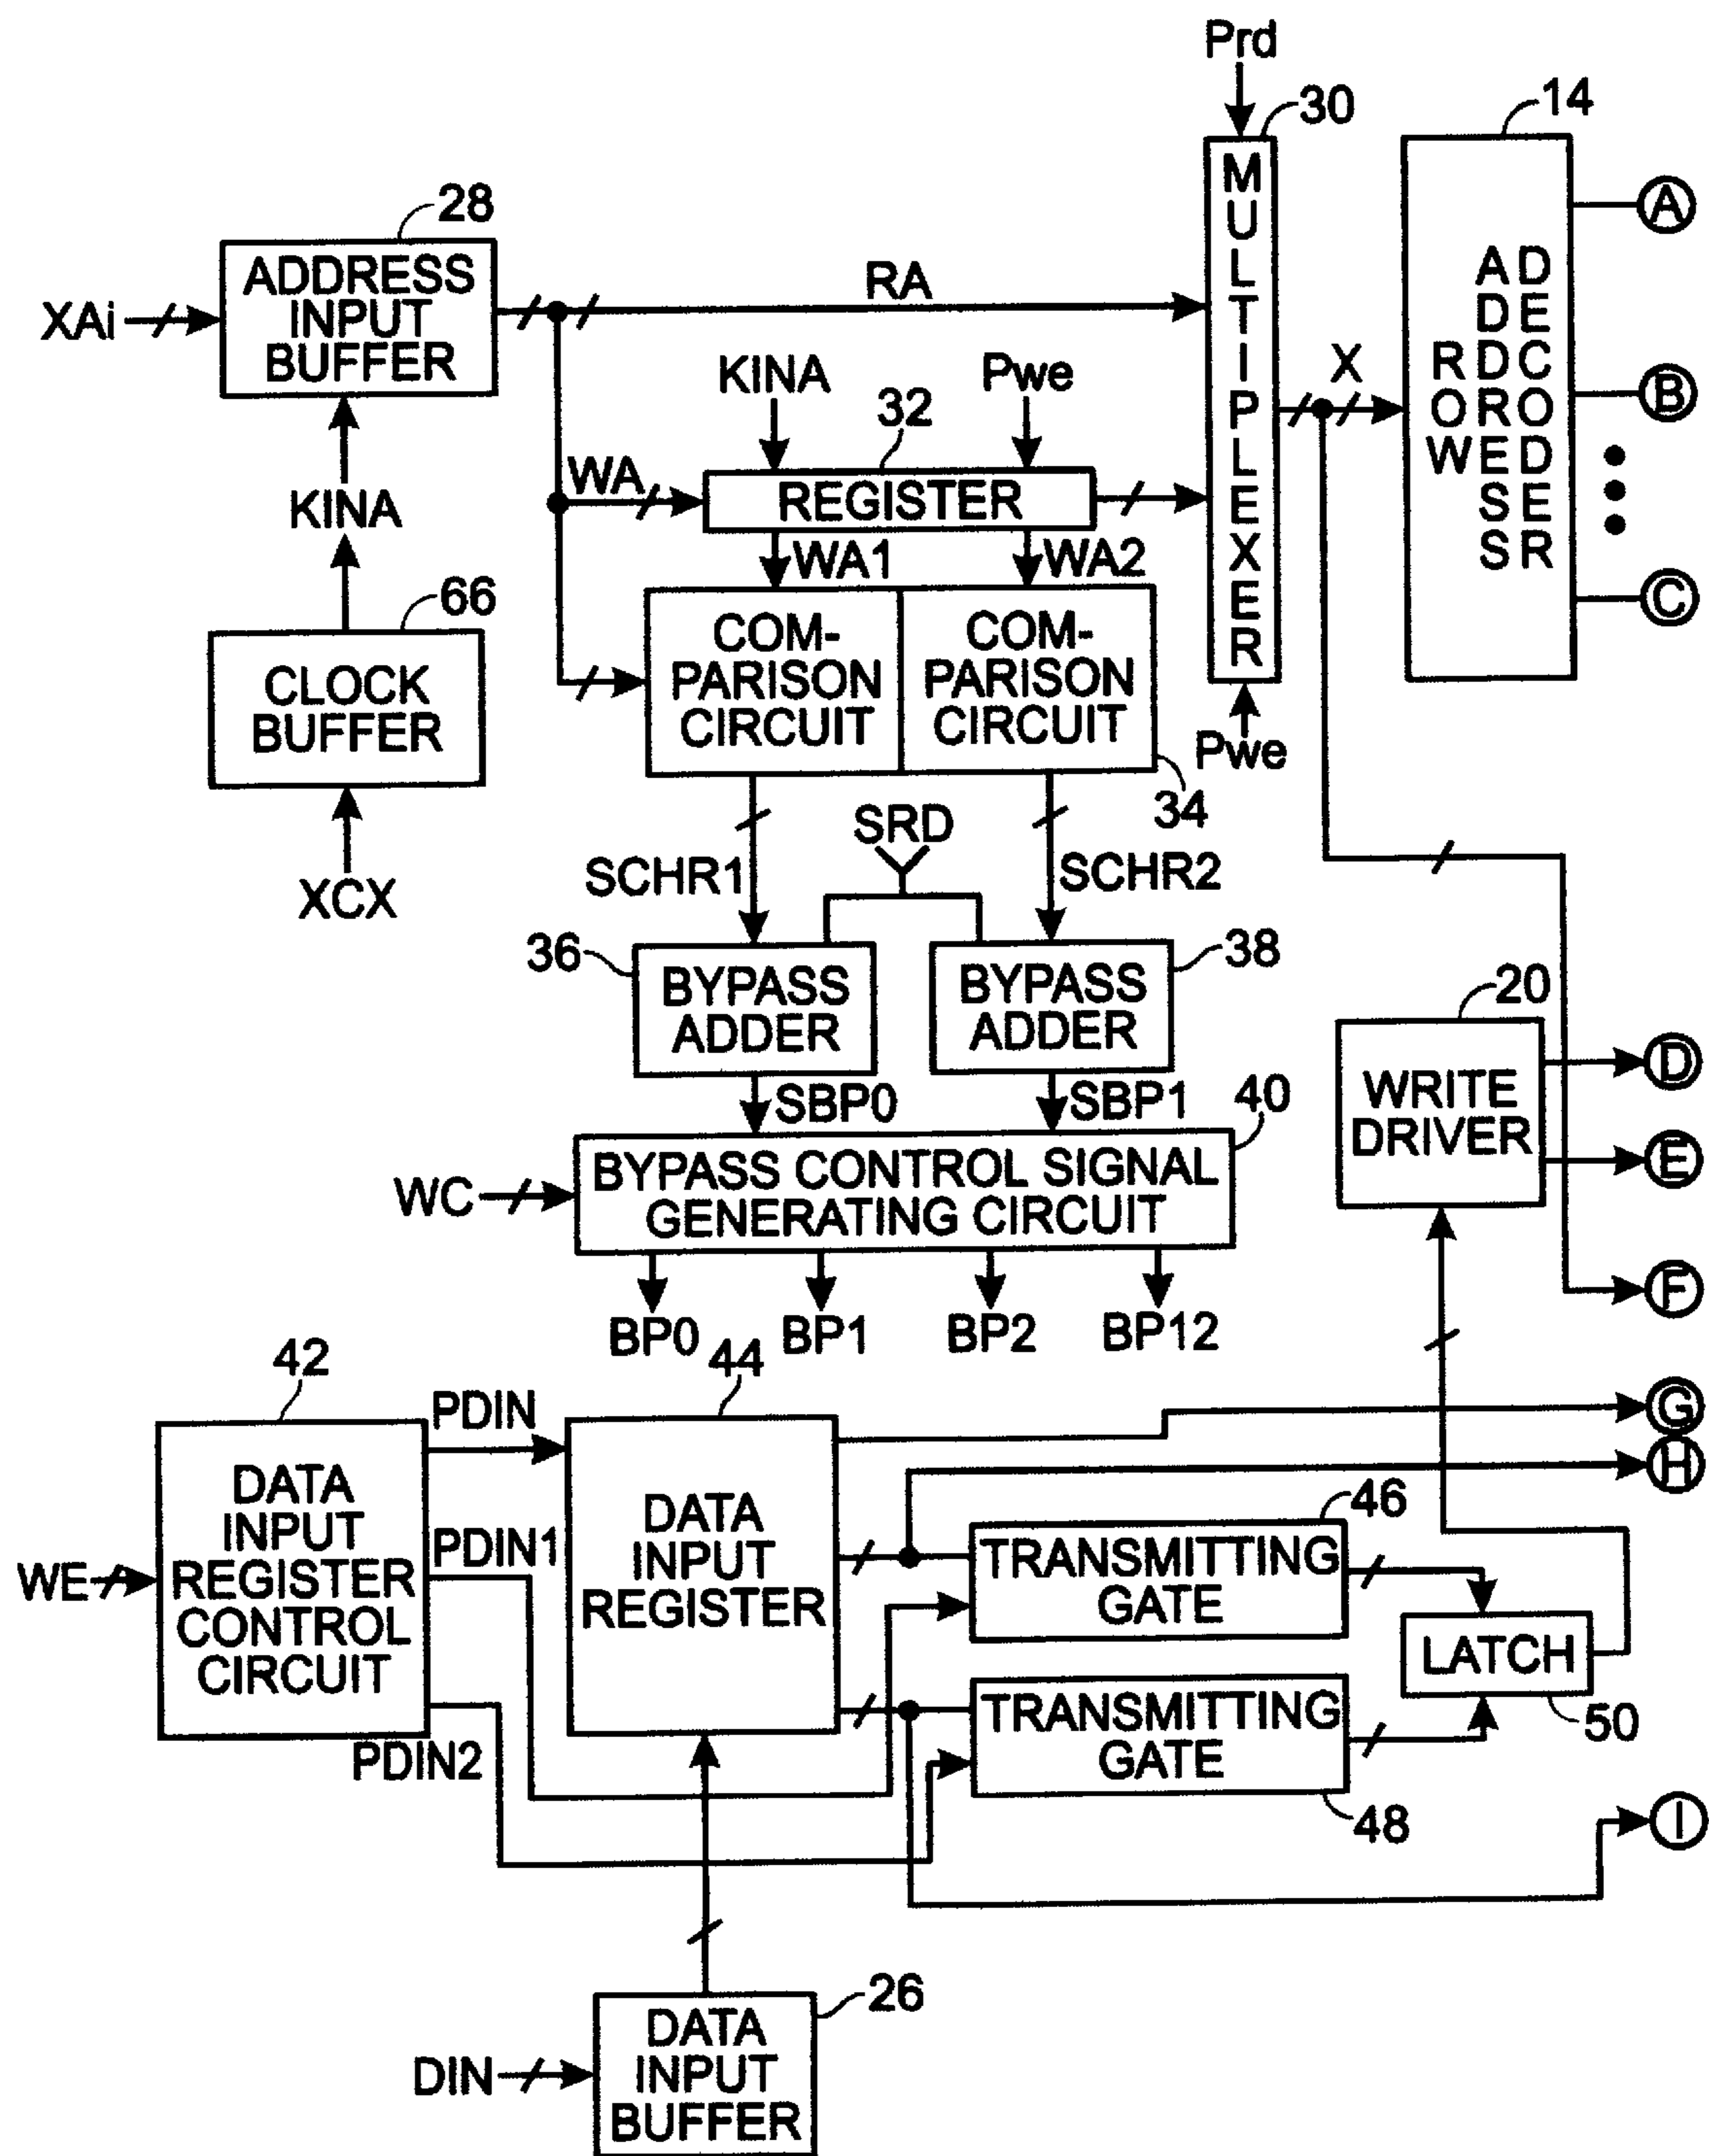 Prd
30
14
28
MULTIPLEXER
ROW
ADDRESS
DECODER
A
ADDRESS
INPUT
BUFFER
XAi
RA
X
B
KINA
Pwe
32
WA
REGISTER
KINA
WA1
WA2
C
66
CLOCK
BUFFER
COM-
PARISON
CIRCUIT
COM-
PARISON
CIRCUIT
Pwe
34
XCX
SRD
SCHR1
SCHR2
36
BYPASS
ADDER
38
BYPASS
ADDER
20
WRITE
DRIVER
D
SBP0
SBP1
40
E
WC
BYPASS CONTROL SIGNAL
GENERATING CIRCUIT
F
BP0
BP1
BP2
BP12
42
44
PDIN
G
H
DATA
INPUT
REGISTER
CONTROL
CIRCUIT
WE
PDIN1
DATA
INPUT
REGISTER
46
TRANSMITTING
GATE
LATCH
50
PDIN2
TRANSMITTING
GATE
48
I
26
DIN
DATA
INPUT
BUFFER